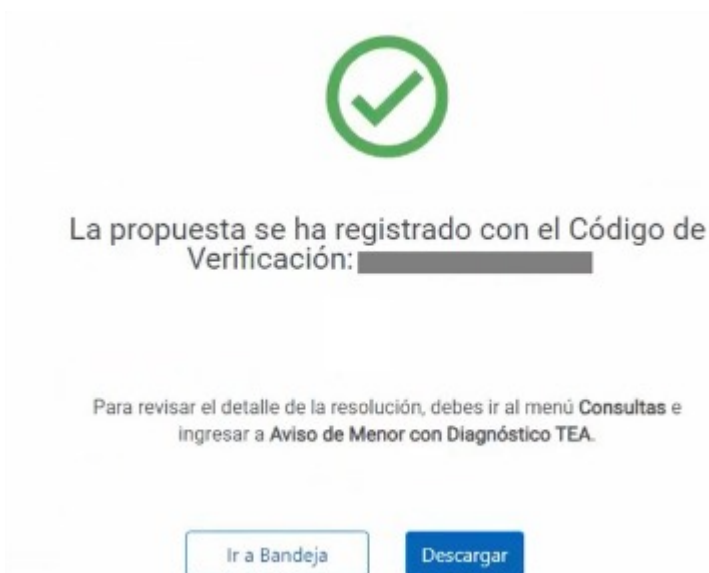 La propuesta se ha registrado con el Código de
Verificación:
Para revisar el detalle de la resolución, debes ir al menú Consultas e
ingresar a Aviso de Menor con Diagnóstico TEA.
Ir a Bandeja
Descargar